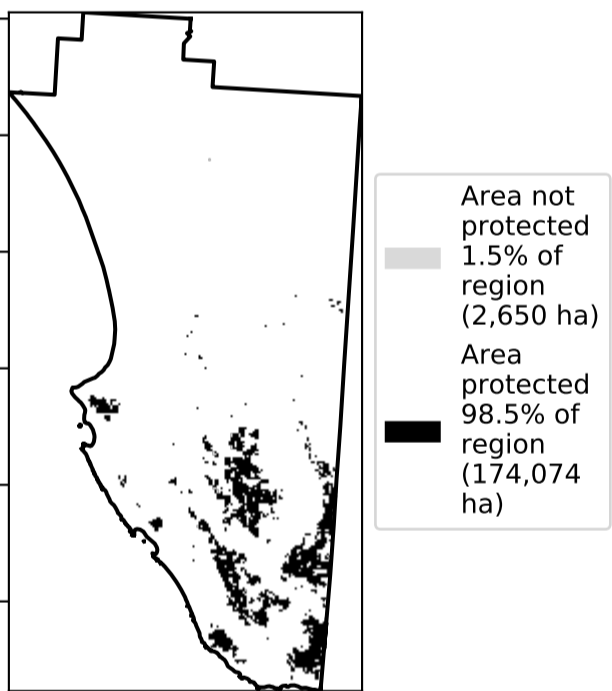 Area not
protected
1.5% of
region
(2,650 ha)
Area
protected
98.5% of
region
(174,074
ha)